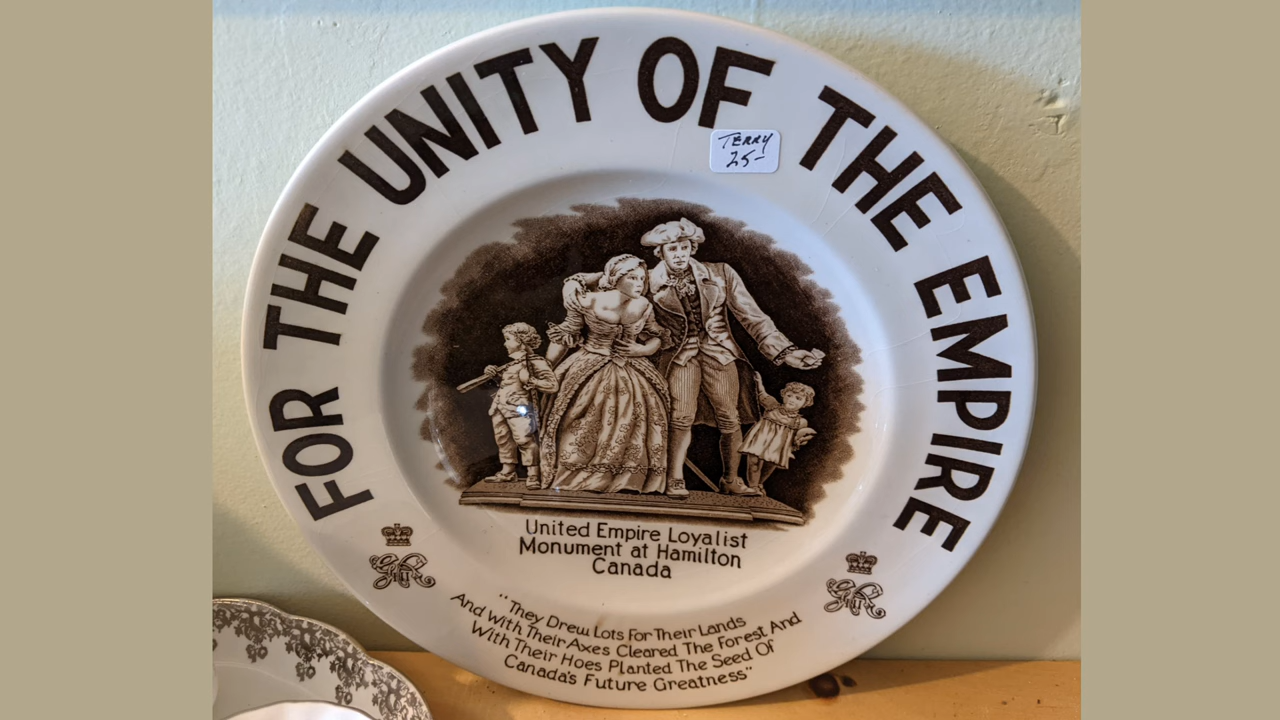 FOR THE UNITY OF THE EMPIRE
TERRY
25-
United Empire Loyalist
Monument at Hamilton
Canada
"They Drew Lots For Their Lands
And With Their Axes Cleared The Forest And
With Their Hoes Planted The Seed Of
Canada's Future Greatness"